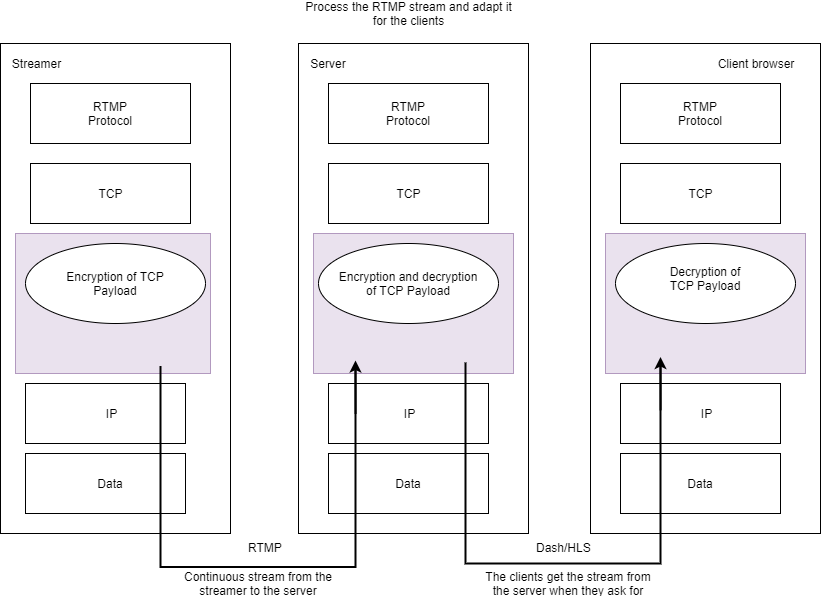 Process the RTMP stream and adapt it
for the clients
Streamer
RTMP
Protocol
TCP
Encryption of TCP
Payload
IP
Data
Server
RTMP
Protocol
TCP
Encryption and decryption
of TCP Payload
IP
Data
Client browser
RTMP
Protocol
TCP
Decryption of
TCP Payload
IP
Data
RTMP
Continuous stream from the
streamer to the server
Dash/HLS
The clients get the stream from
the server when they ask for